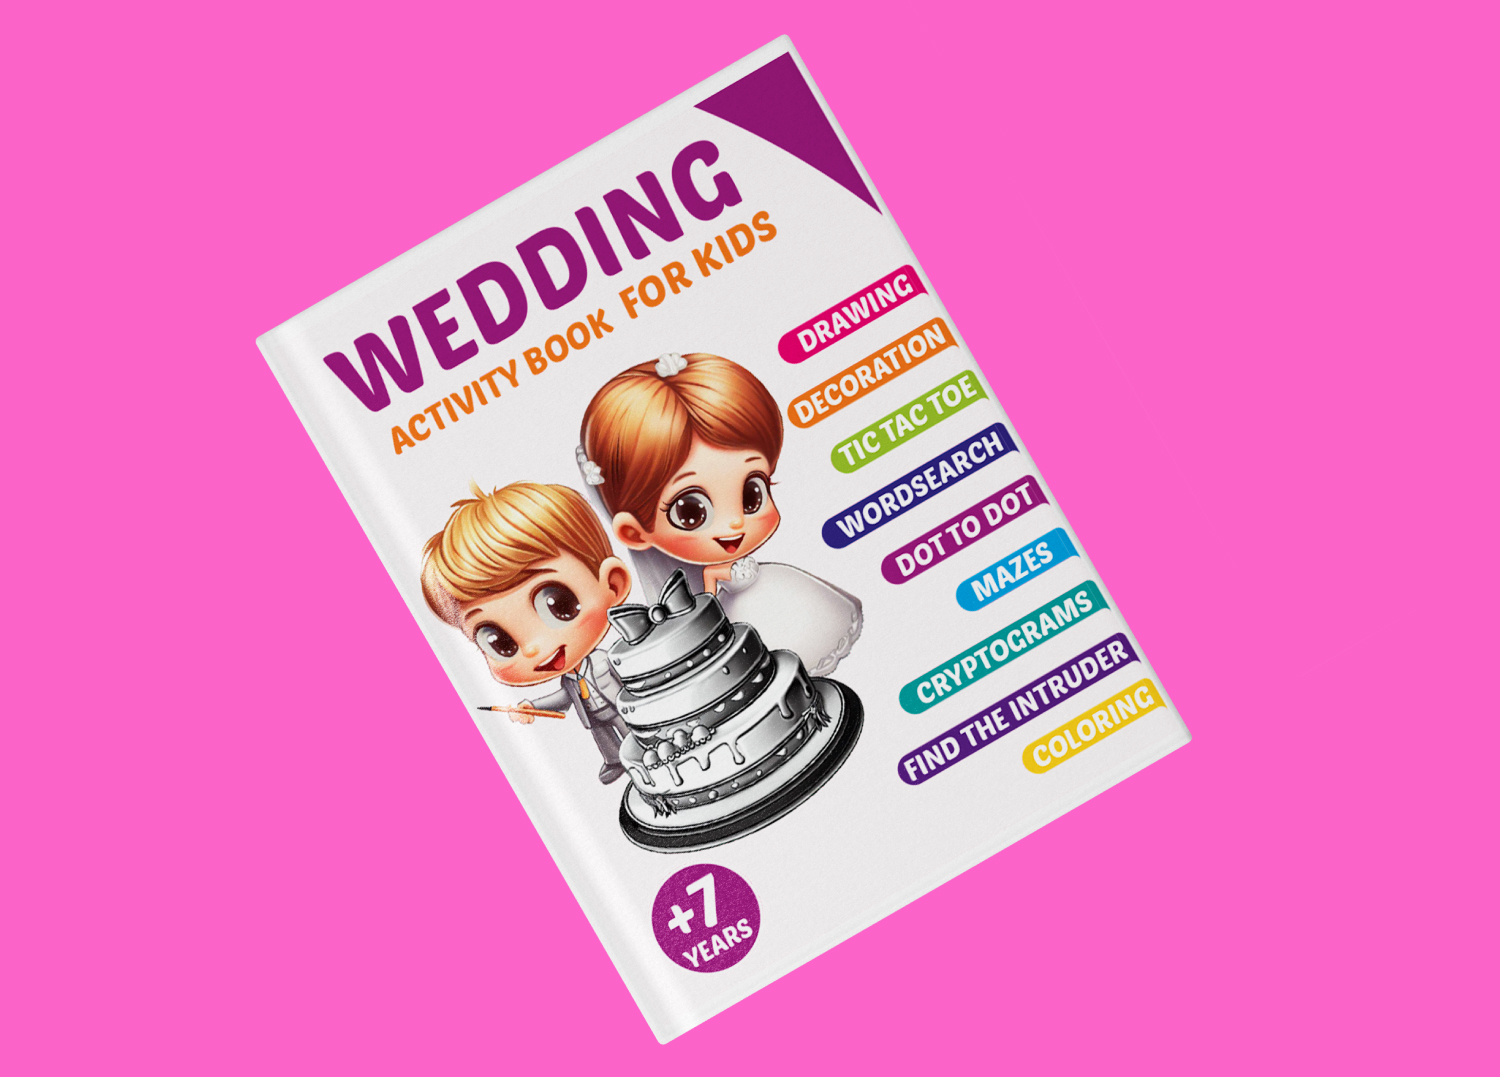 WEDDING
ACTIVITY BOOK FOR KIDS
DRAWING
DECORATION
TIC TAC TOE
WORDSEARCH
DOT TO DOT
MAZES
CRYPTOGRAMS
FIND THE INTRUDER
COLORING
+7
YEARS